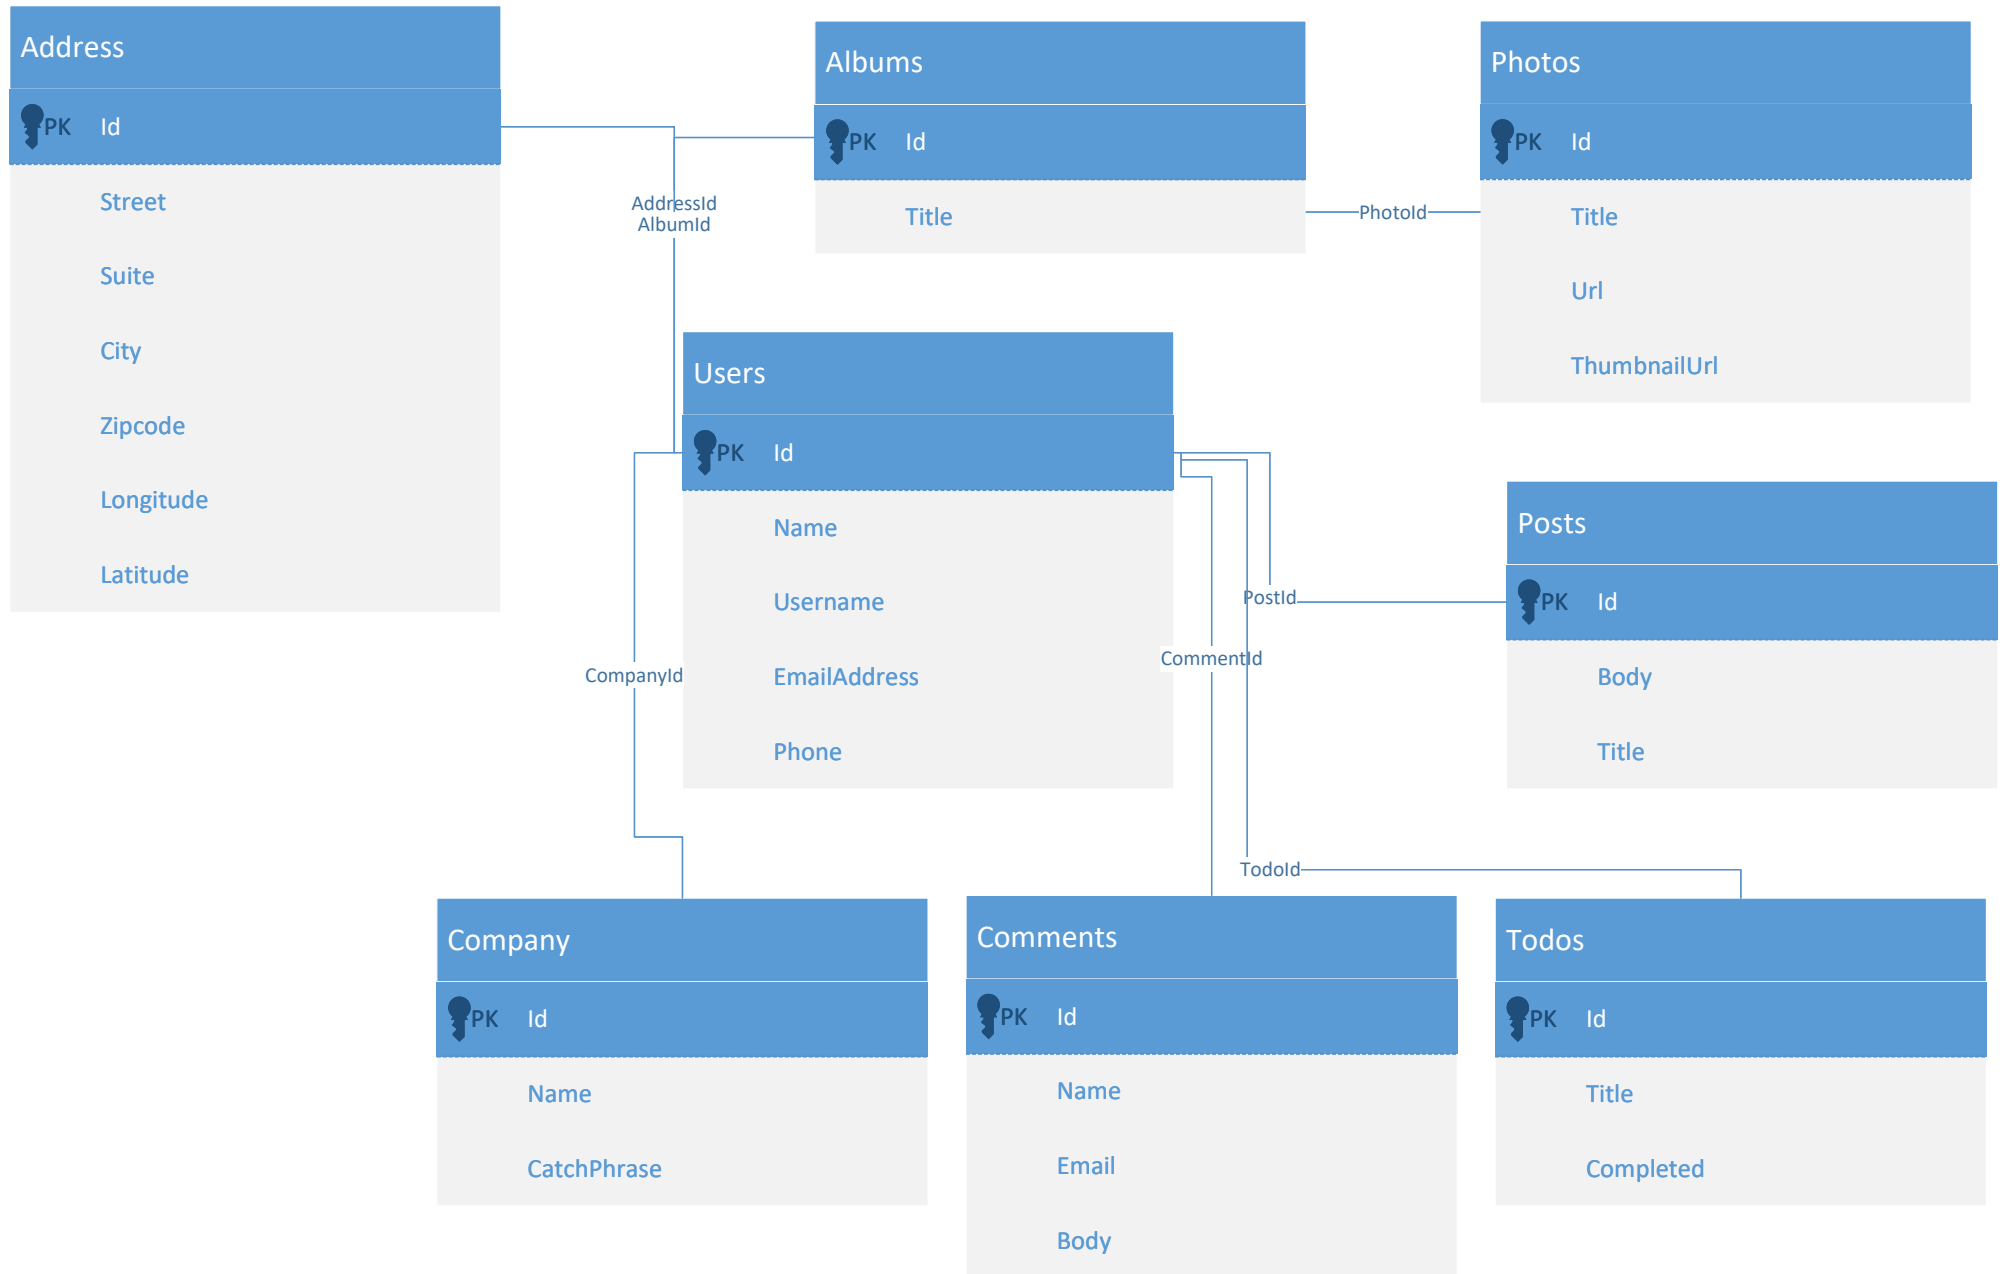 Address
PK Id
Street
Suite
City
Zipcode
Longitude
Latitude
Albums
PK Id
Title
Photos
PK Id
Title
Url
ThumbnailUrl
AddressId
AlbumId
PhotoId
Users
PK Id
Name
Username
EmailAddress
Phone
Posts
PK Id
Body
Title
PostId
CommentId
CompanyId
TodoId
Company
PK Id
Name
CatchPhrase
Comments
PK Id
Name
Email
Body
Todos
PK Id
Title
Completed